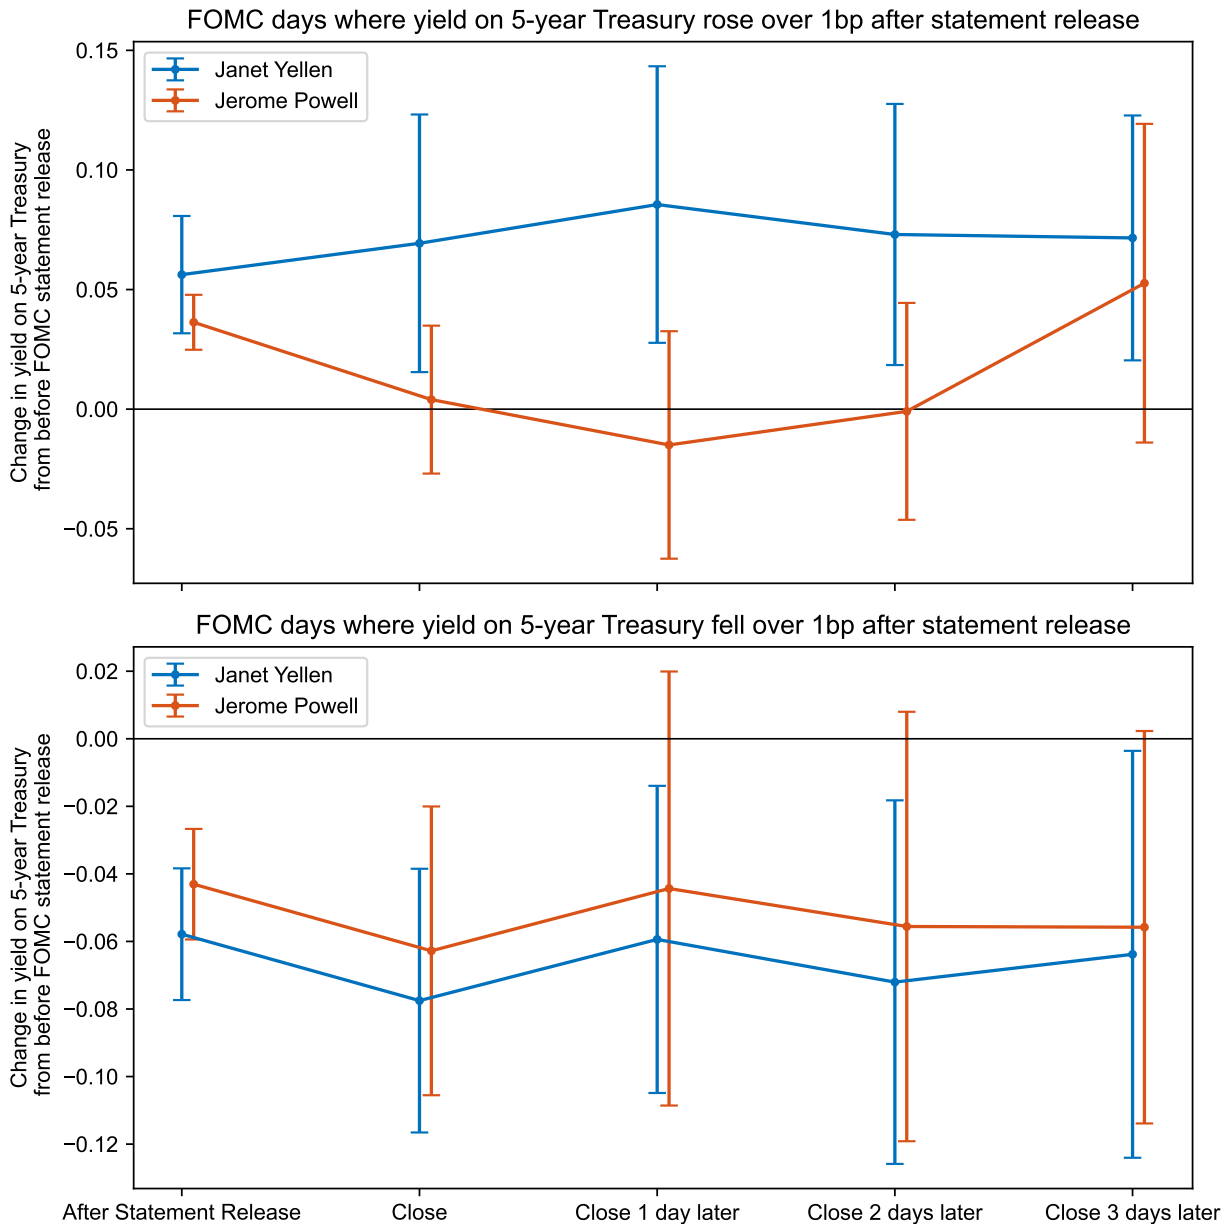 FOMC days where yield on 5-year Treasury rose over 1bp after statement release
Janet Yellen
Jerome Powell
Change in yield on 5-year Treasury
from before FOMC statement release
0.15
0.10
0.05
0.00
−0.05
FOMC days where yield on 5-year Treasury fell over 1bp after statement release
Janet Yellen
Jerome Powell
Change in yield on 5-year Treasury
from before FOMC statement release
0.02
0.00
−0.02
−0.04
−0.06
−0.08
−0.10
−0.12
After Statement Release
Close
Close 1 day later
Close 2 days later
Close 3 days later